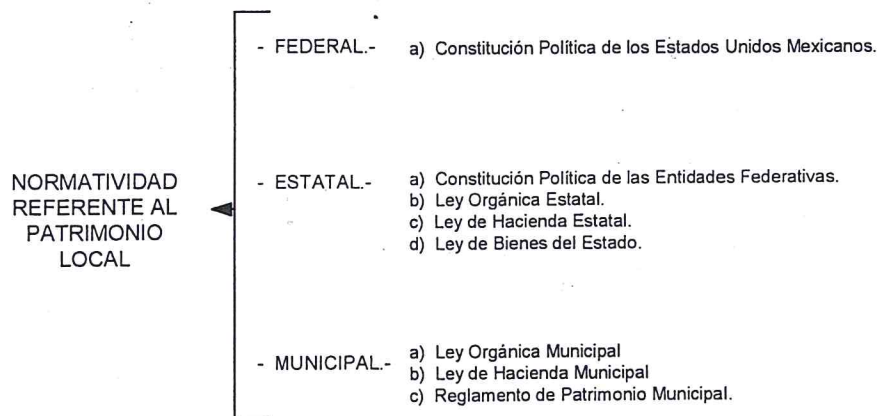 NORMATIVIDAD
REFERENTE AL
PATRIMONIO
LOCAL
- FEDERAL.- a) Constitución Política de los Estados Unidos Mexicanos.
- ESTATAL.- a) Constitución Política de las Entidades Federativas.
b) Ley Orgánica Estatal.
c) Ley de Hacienda Estatal.
d) Ley de Bienes del Estado.
- MUNICIPAL.- a) Ley Orgánica Municipal
b) Ley de Hacienda Municipal
c) Reglamento de Patrimonio Municipal.